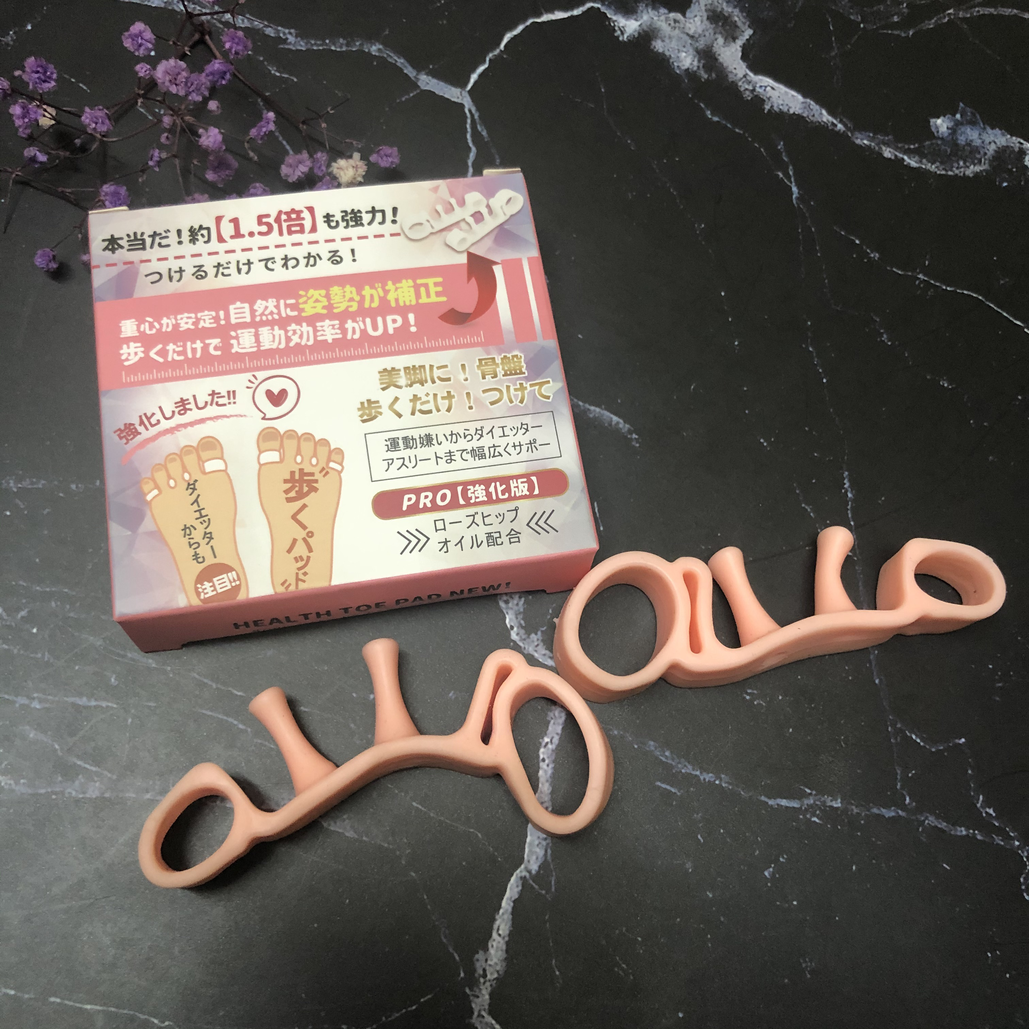 本当だ！約【1.5倍】も強力！
つけるだけでわかる！
重心が安定！自然に姿勢が補正
歩くだけで 運動効率がUP！
強化しました!!
美脚に！骨盤
歩くだけ！つけて
運動嫌いからダイエッター
アスリートまで幅広くサポー
PRO【強化版】
ローズヒップ
オイル配合
ダイエッター
からも
注目!!
歩くパッド
HEALTH TOE PAD NEW!